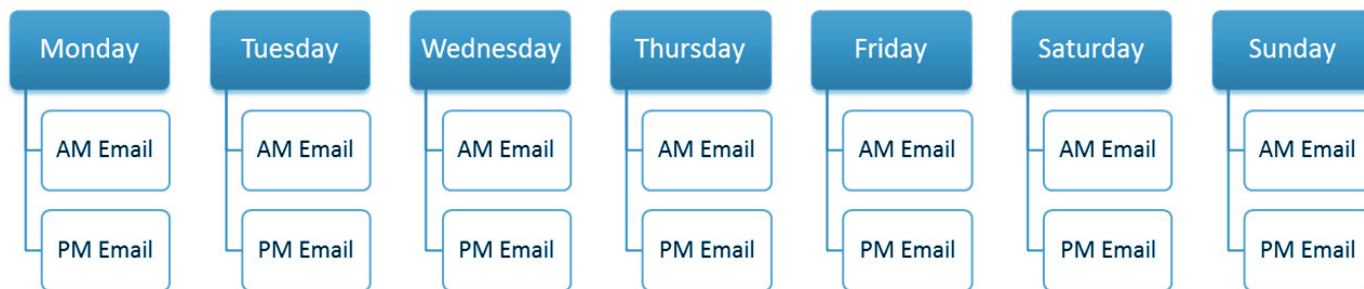 Monday
AM Email
PM Email
Tuesday
AM Email
PM Email
Wednesday
AM Email
PM Email
Thursday
AM Email
PM Email
Friday
AM Email
PM Email
Saturday
AM Email
PM Email
Sunday
AM Email
PM Email